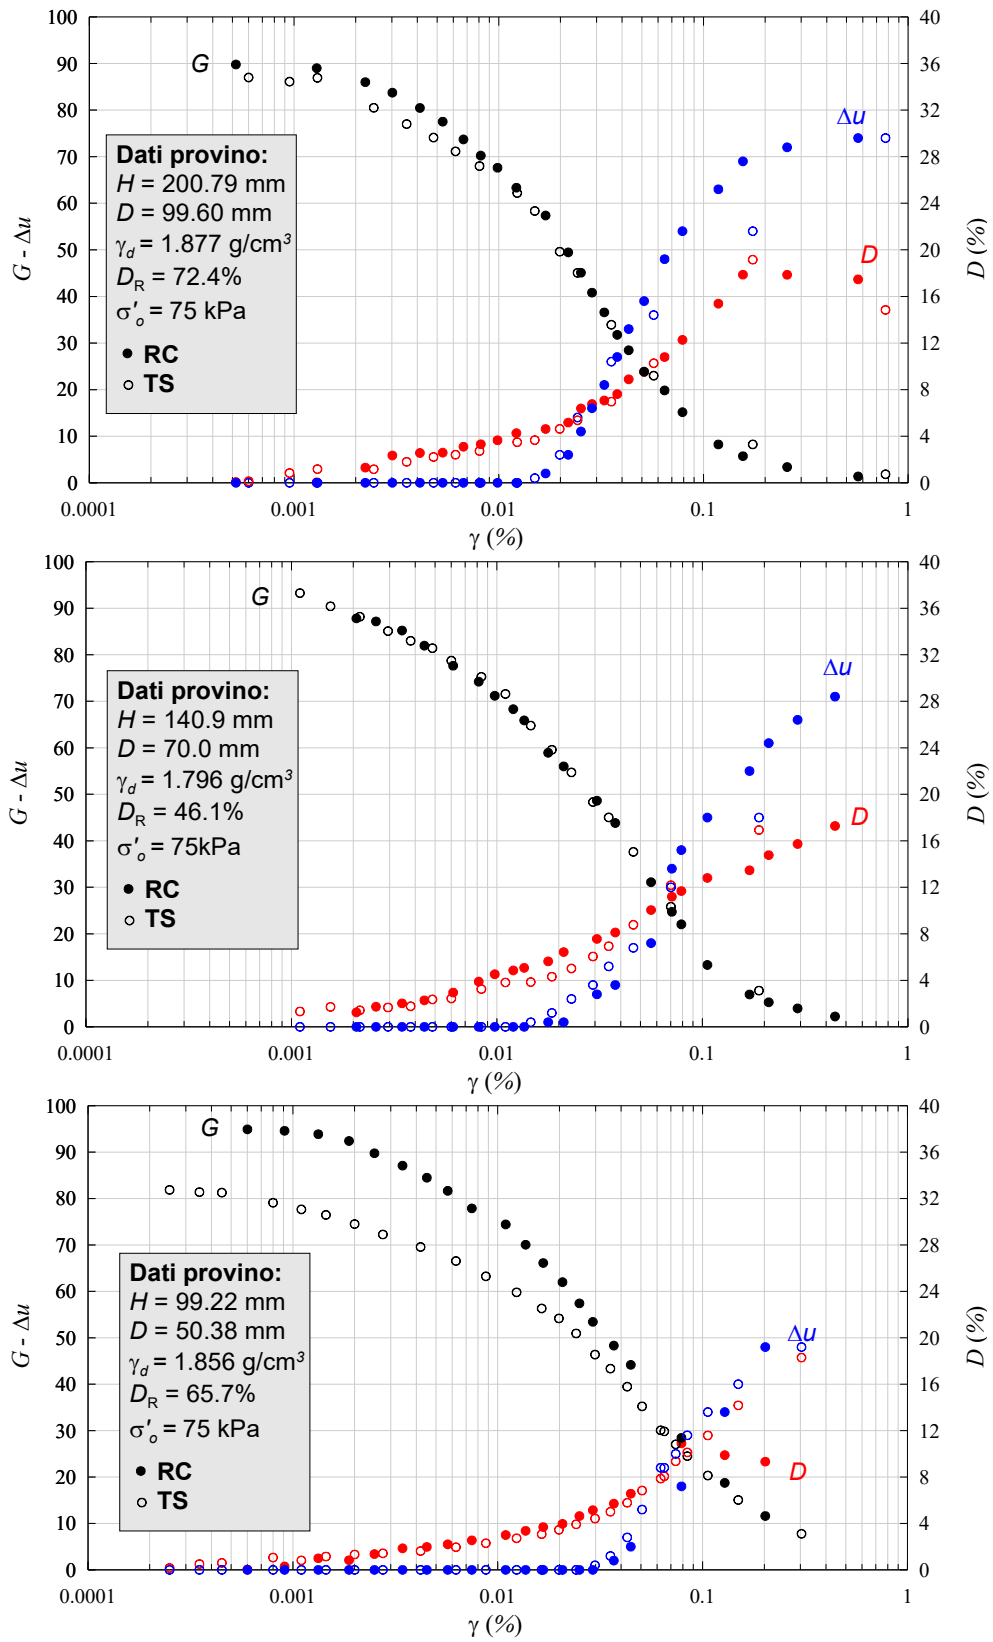 100
90
80
70
60
50
40
30
20
10
0
G - Δu
40
36
32
28
24
20
16
12
8
4
0
D (%)
G
Δu
D
Dati provino:
H = 200.79 mm
D = 99.60 mm
γd = 1.877 g/cm³
DR = 72.4%
σ'o = 75 kPa
RC
TS
0.0001 0.001 0.01 0.1 1
γ (%)
100
90
80
70
60
50
40
30
20
10
0
G - Δu
40
36
32
28
24
20
16
12
8
4
0
D (%)
G
Δu
D
Dati provino:
H = 140.9 mm
D = 70.0 mm
γd = 1.796 g/cm³
DR = 46.1%
σ'o = 75kPa
RC
TS
0.0001 0.001 0.01 0.1 1
γ (%)
100
90
80
70
60
50
40
30
20
10
0
G - Δu
40
36
32
28
24
20
16
12
8
4
0
D (%)
G
Δu
D
Dati provino:
H = 99.22 mm
D = 50.38 mm
γd = 1.856 g/cm³
DR = 65.7%
σ'o = 75 kPa
RC
TS
0.0001 0.001 0.01 0.1 1
γ (%)